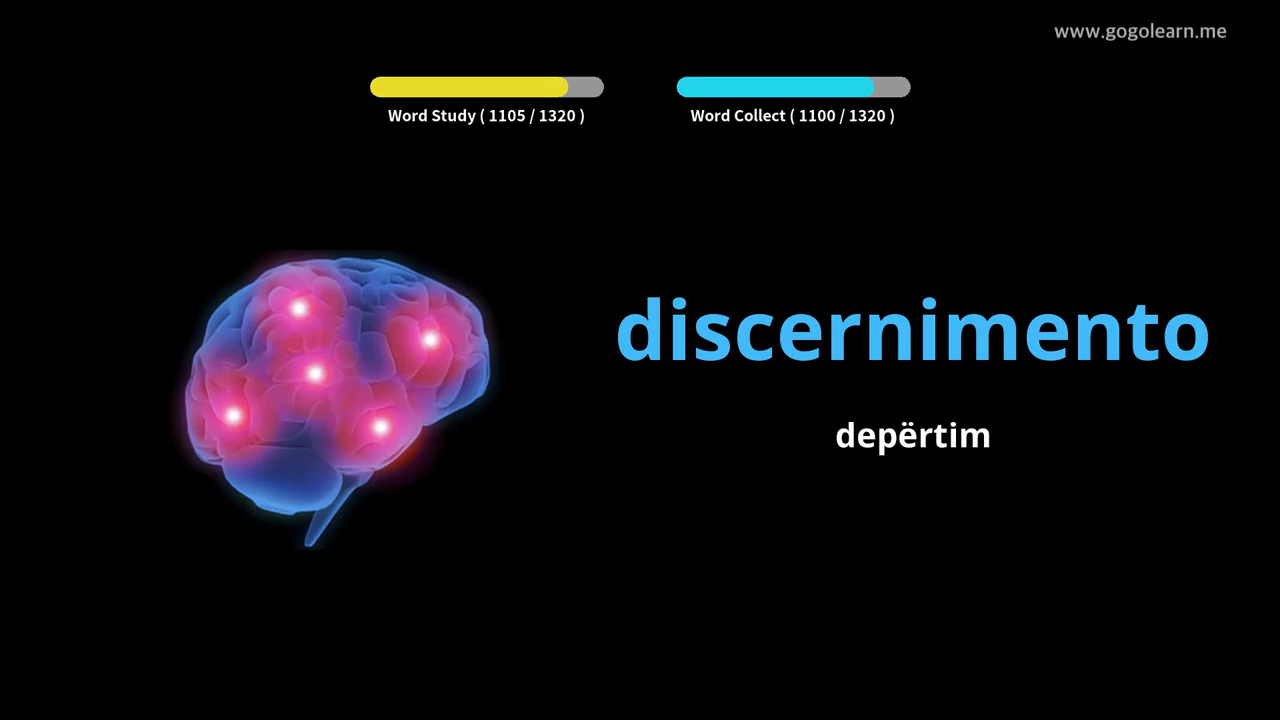 www.gogolearn.me
Word Study ( 1105 / 1320 )
Word Collect ( 1100 / 1320 )
discernimento
depërtim